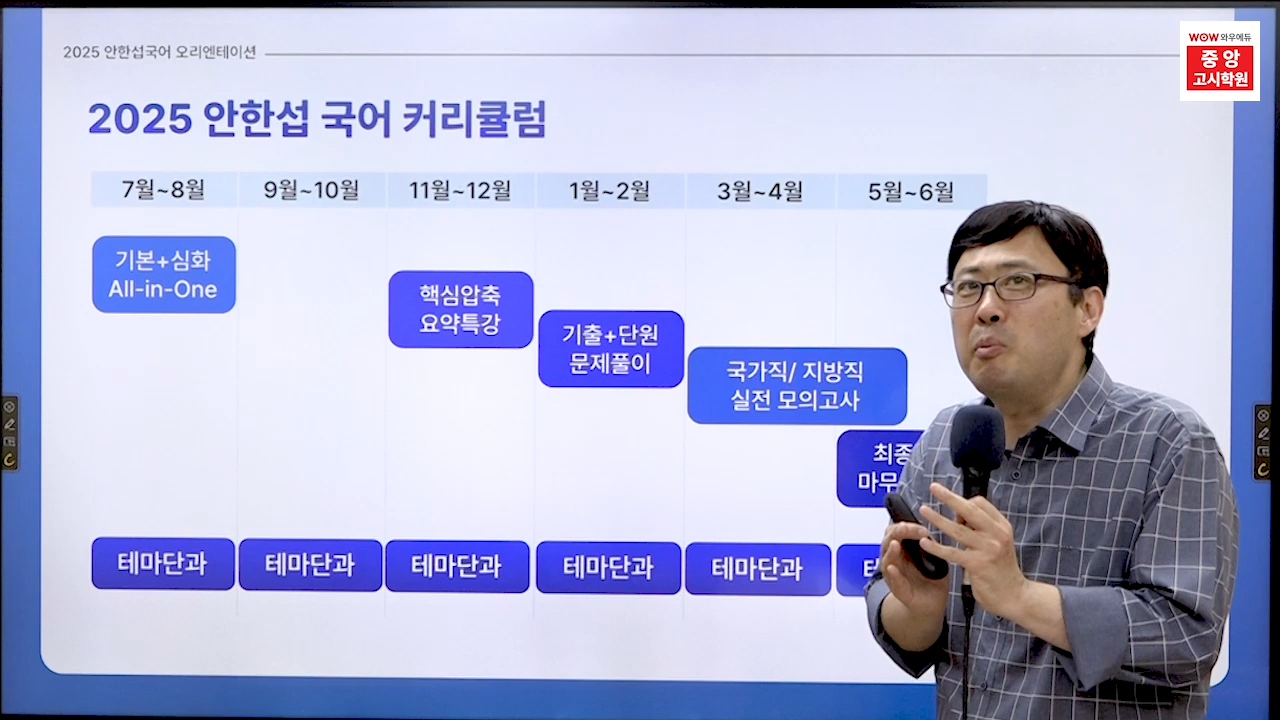 2025 안한섭국어 오리엔테이션
WOW 와우에듀
중앙
고시학원
2025 안한섭 국어 커리큘럼
7월~8월
9월~10월
11월~12월
1월~2월
3월~4월
5월~6월
기본+심화
All-in-One
핵심압축
요약특강
기출+단원
문제풀이
국가직/ 지방직
실전 모의고사
최종
마무
테마단과
테마단과
테마단과
테마단과
테마단과